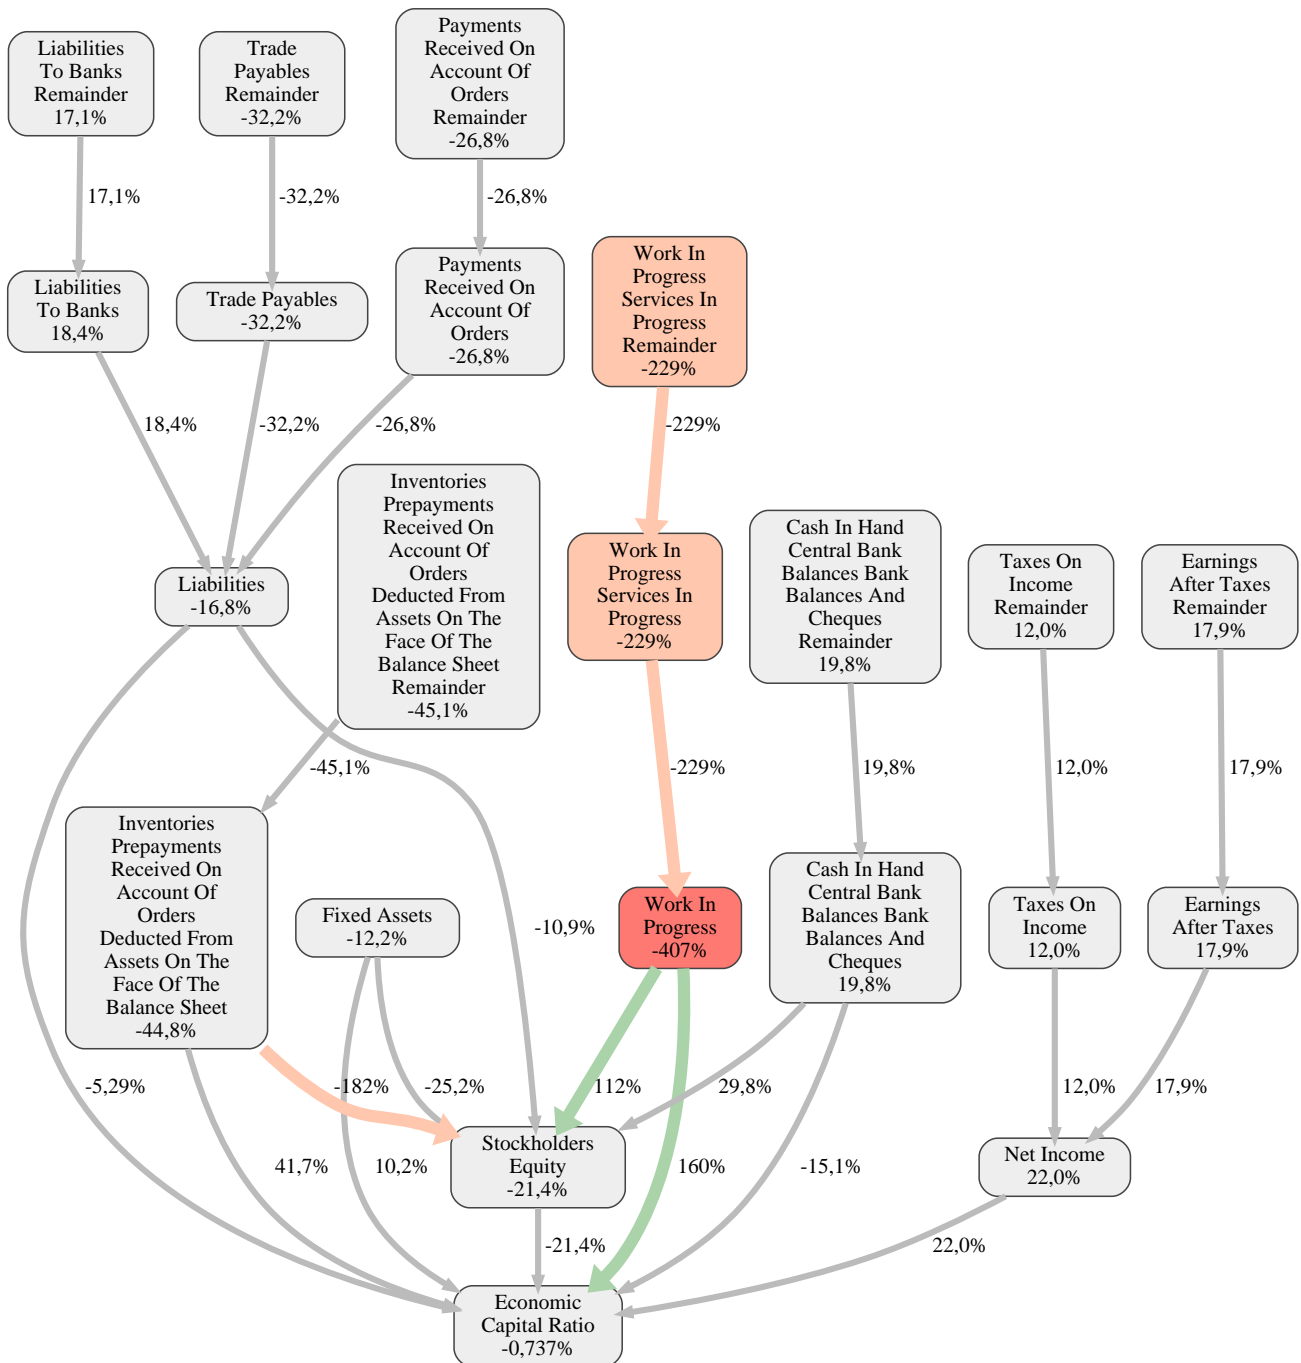 Liabilities
To Banks
Remainder
17,1%
Trade
Payables
Remainder
-32,2%
Payments
Received On
Account Of
Orders
Remainder
-26,8%
17,1%
-32,2%
-26,8%
Liabilities
To Banks
18,4%
Trade Payables
-32,2%
Payments
Received On
Account Of
Orders
-26,8%
Work In
Progress
Services In
Progress
Remainder
-229%
18,4%
-32,2%
-26,8%
-229%
Inventories
Prepayments
Received On
Account Of
Orders
Deducted From
Assets On The
Face Of The
Balance Sheet
Remainder
-45,1%
Liabilities
-16,8%
Work In
Progress
Services In
Progress
-229%
Cash In Hand
Central Bank
Balances Bank
Balances And
Cheques
Remainder
19,8%
Taxes On
Income
Remainder
12,0%
Earnings
After Taxes
Remainder
17,9%
-45,1%
-229%
19,8%
12,0%
17,9%
Inventories
Prepayments
Received On
Account Of
Orders
Deducted From
Assets On The
Face Of The
Balance Sheet
-44,8%
Fixed Assets
-12,2%
-10,9%
Work In
Progress
-407%
Cash In Hand
Central Bank
Balances Bank
Balances And
Cheques
19,8%
Taxes On
Income
12,0%
Earnings
After Taxes
17,9%
-5,29%
-182%
-25,2%
112%
29,8%
12,0%
17,9%
41,7%
10,2%
Stockholders
Equity
-21,4%
160%
-15,1%
Net Income
22,0%
-21,4%
22,0%
Economic
Capital Ratio
-0,737%